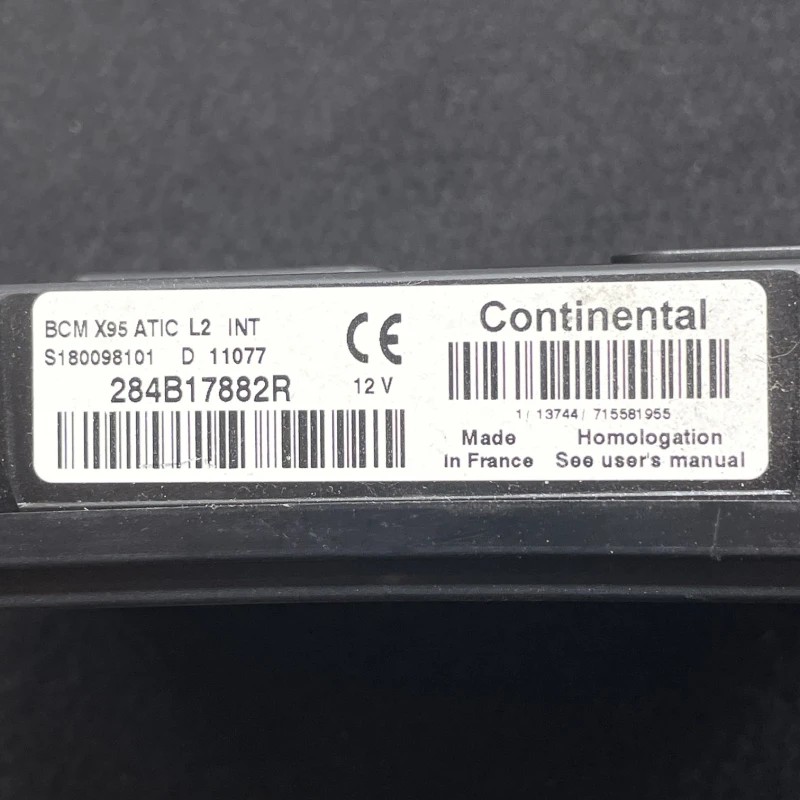 BCM X95 ATIC L2 INT
S180098101 D 11077
284B17882R
12 V
CE
Continental
1/ 13744/ 715581955
Made
in France
Homologation
See user's manual